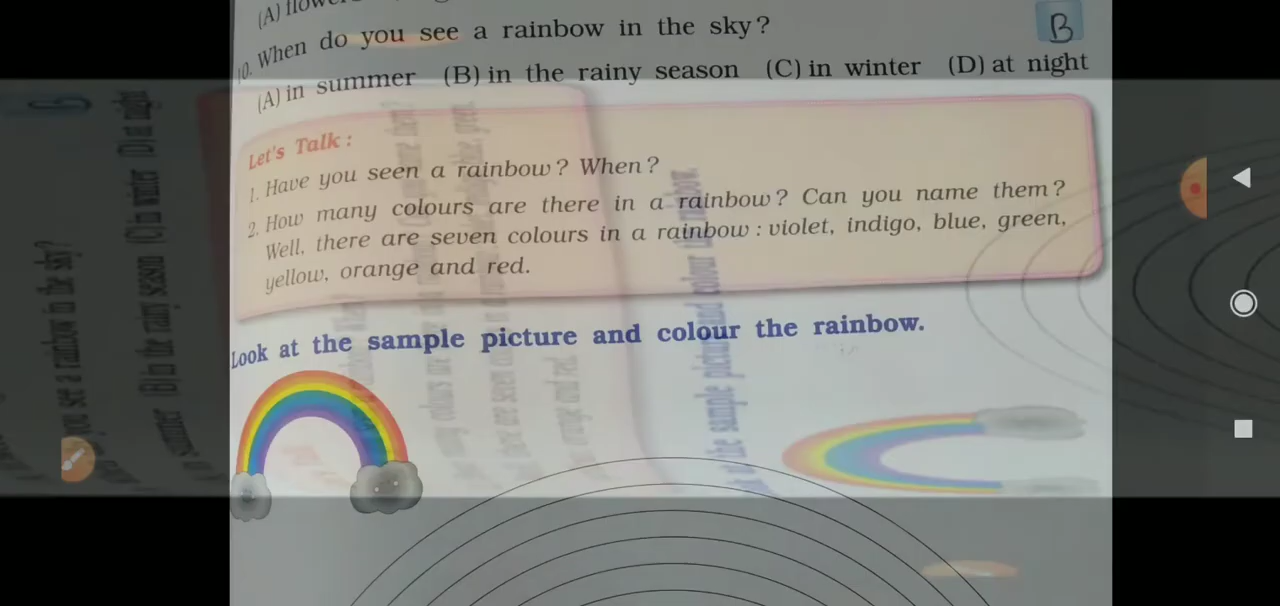 10. When do you see a rainbow in the sky?
B
(A) in summer (B) in the rainy season (C) in winter (D) at night
Let's Talk :
1. Have you seen a rainbow? When?
2. How many colours are there in a rainbow? Can you name them?
Well, there are seven colours in a rainbow : violet, indigo, blue, green,
yellow, orange and red.
Look at the sample picture and colour the rainbow.